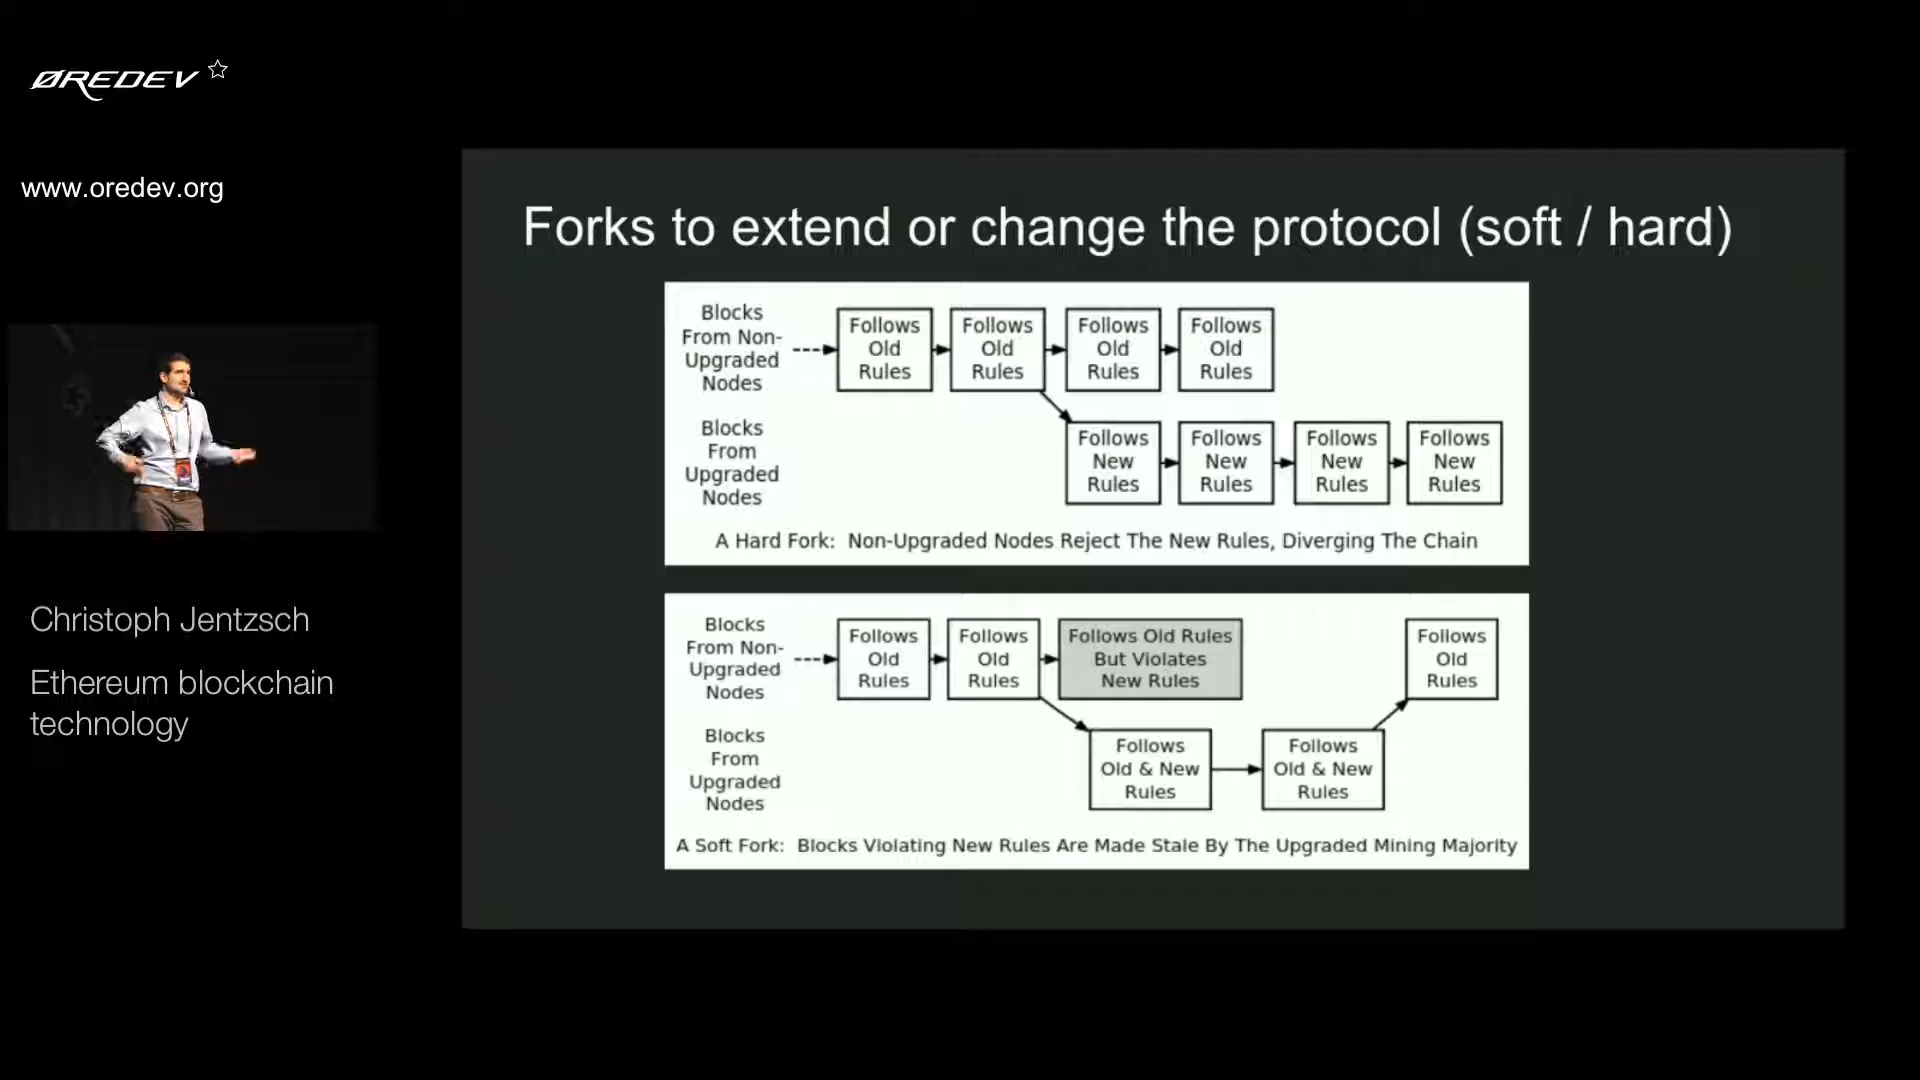 ØREDEV
www.oredev.org
Christoph Jentzsch
Ethereum blockchain
technology
Forks to extend or change the protocol (soft / hard)
Blocks
From Non-
Upgraded
Nodes
Follows
Old
Rules
Follows
Old
Rules
Follows
Old
Rules
Follows
Old
Rules
Blocks
From
Upgraded
Nodes
Follows
New
Rules
Follows
New
Rules
Follows
New
Rules
Follows
New
Rules
A Hard Fork: Non-Upgraded Nodes Reject The New Rules, Diverging The Chain
Blocks
From Non-
Upgraded
Nodes
Follows
Old
Rules
Follows
Old
Rules
Follows Old Rules
But Violates
New Rules
Follows
Old
Rules
Blocks
From
Upgraded
Nodes
Follows
Old & New
Rules
Follows
Old & New
Rules
A Soft Fork: Blocks Violating New Rules Are Made Stale By The Upgraded Mining Majority